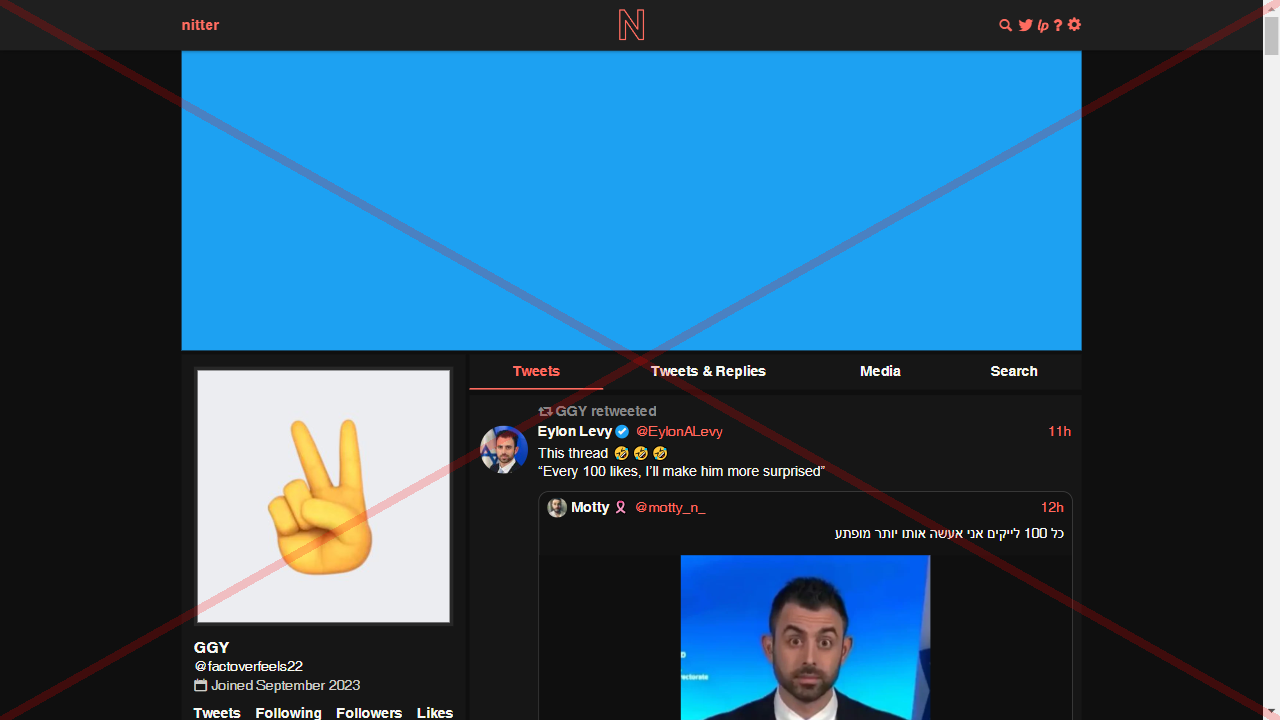 nitter
N
lp ?
Tweets Tweets & Replies Media Search
GGY retweeted
Eylon Levy @EylonALevy 11h
This thread 🤣 🤣 🤣
“Every 100 likes, I’ll make him more surprised”
Motty 🎗 @motty_n_ 12h
כל 100 לייקים אני אעשה אותו יותר מופתע
D
rectorate
GGY
@factoverfeels22
Joined September 2023
Tweets Following Followers Likes